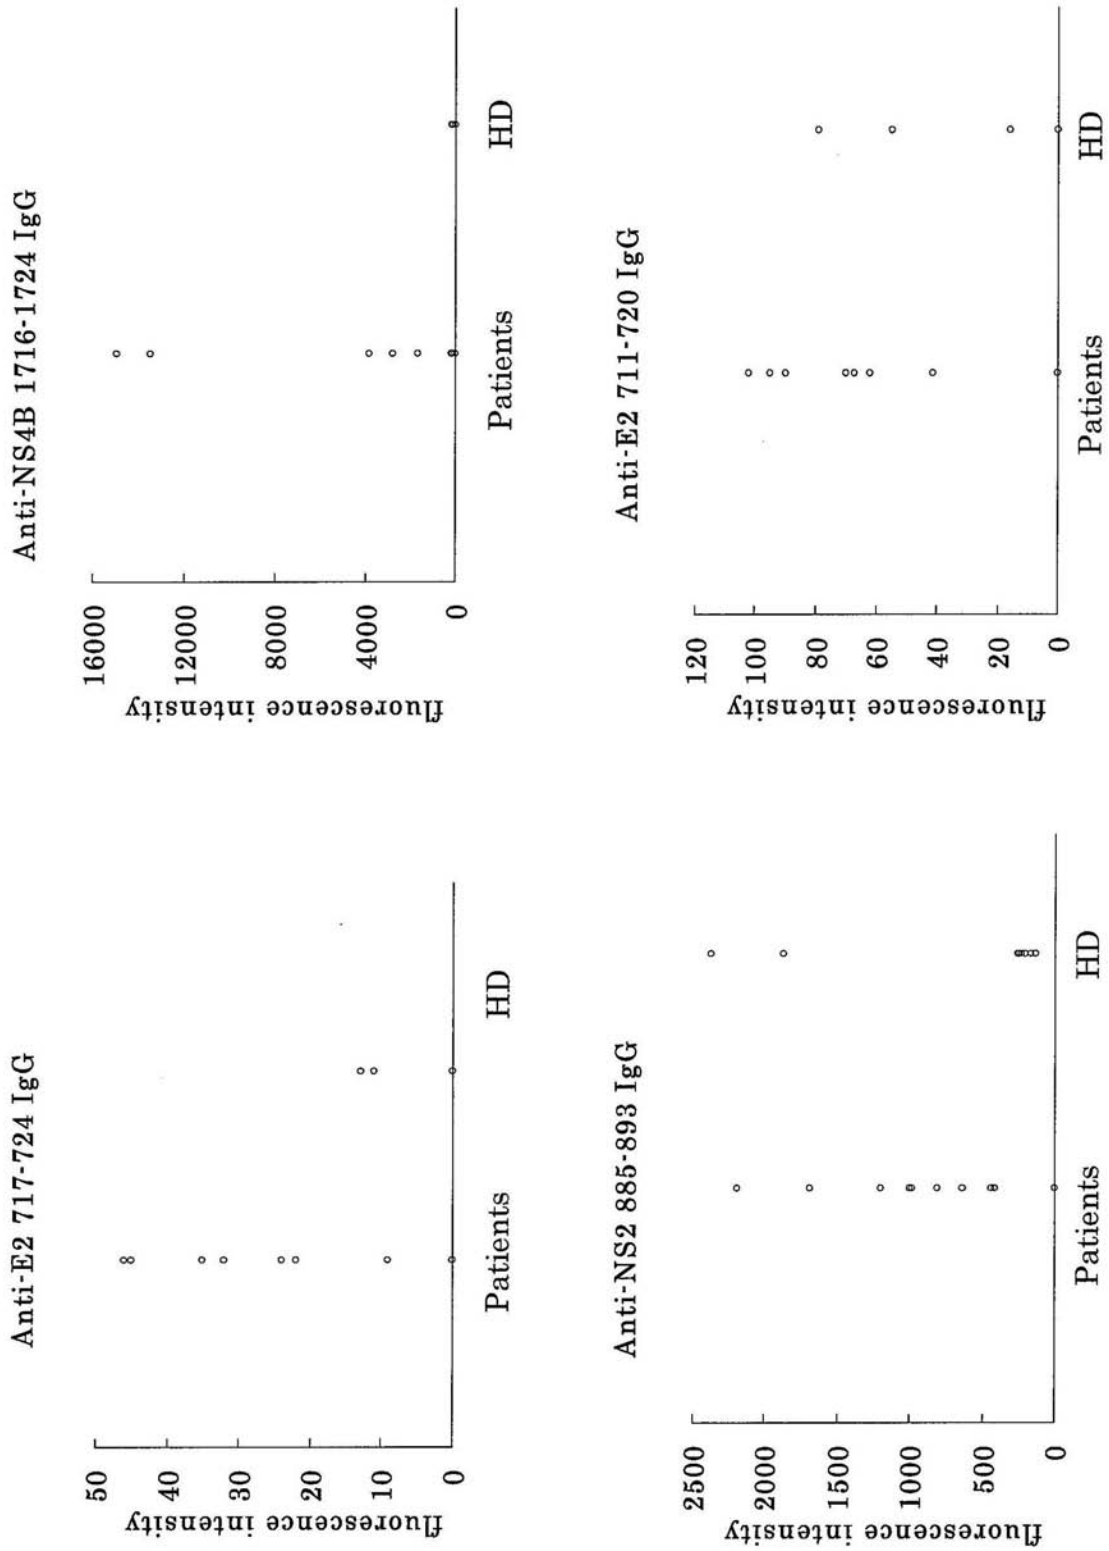 Anti-E2 717-724 IgG
fluorescence intensity
50
40
30
20
10
0
Patients
HD
Anti-NS4B 1716-1724 IgG
fluorescence intensity
16000
12000
8000
4000
0
Patients
HD
Anti-NS2 885-893 IgG
fluorescence intensity
2500
2000
1500
1000
500
0
Patients
HD
Anti-E2 711-720 IgG
fluorescence intensity
120
100
80
60
40
20
0
Patients
HD